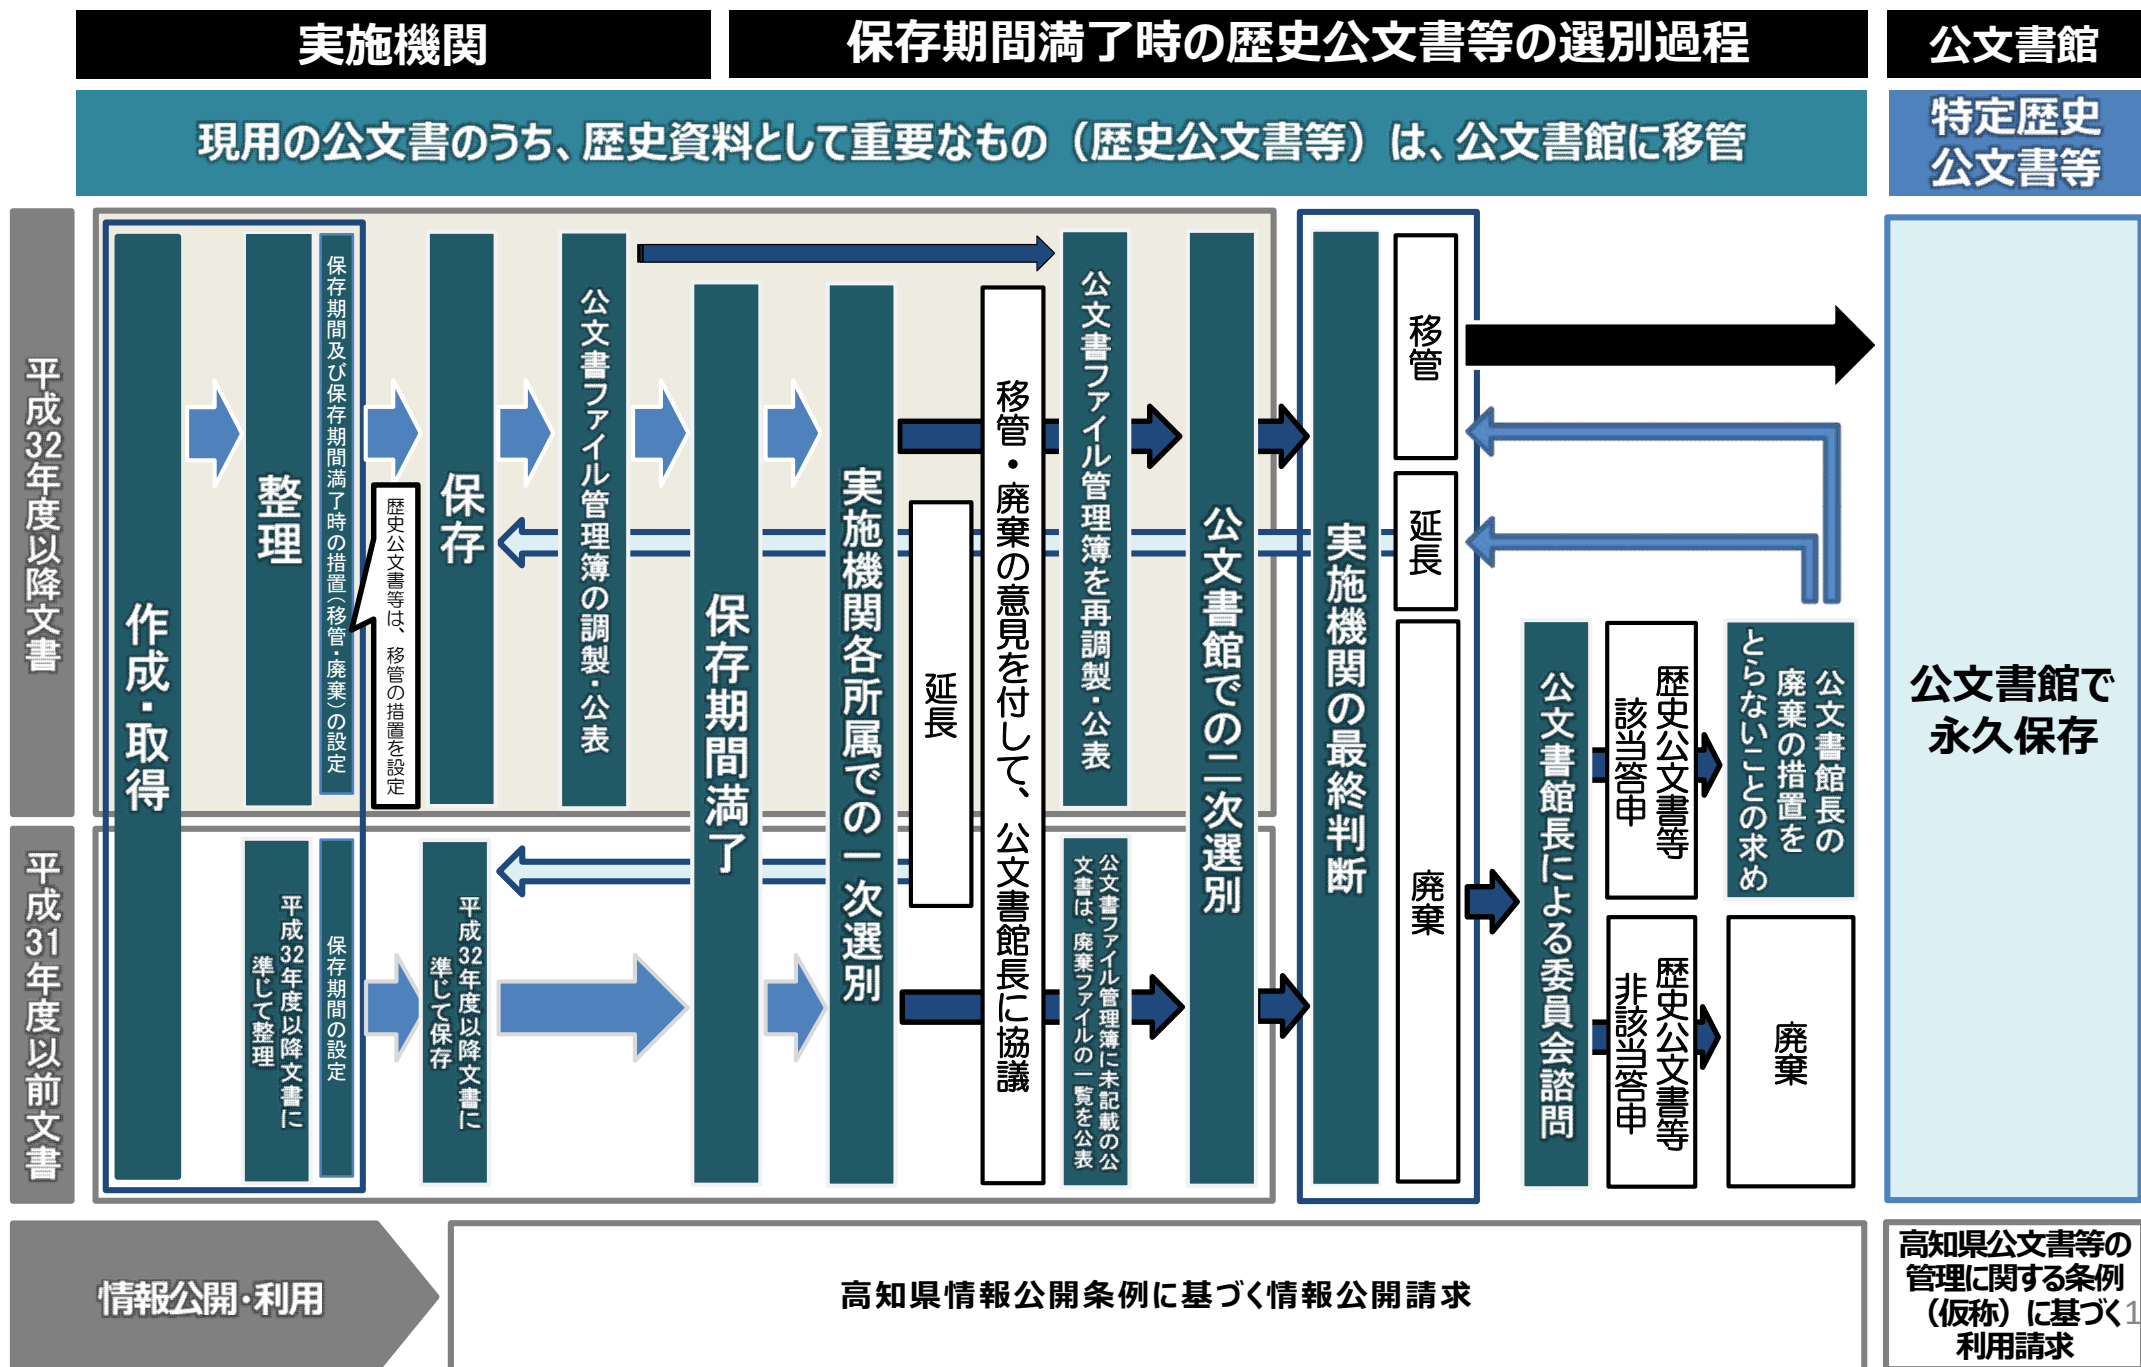 実施機関
保存期間満了時の歴史公文書等の選別過程
公文書館
現用の公文書のうち、歴史資料として重要なもの（歴史公文書等）は、公文書館に移管
特定歴史
公文書等
平成32年度以降文書
作成・取得
整理
保存期間及び保存期間満了時の措置（移管・廃棄）の設定
歴史公文書等は、移管の措置を設定
保存
公文書ファイル管理簿の調製・公表
保存期間満了
実施機関各所属での一次選別
延長
移管・廃棄の意見を付して、公文書館長に協議
公文書ファイル管理簿を再調製・公表
公文書館での二次選別
実施機関の最終判断
移管
延長
廃棄
公文書館長による委員会諮問
歴史公文書等
該当答申
公文書館長の
廃棄の措置を
とらないことの求め
歴史公文書等
非該当答申
廃棄
公文書館で
永久保存
平成31年度以前文書
平成32年度以降文書に
準じて整理
保存期間の設定
平成32年度以降文書に
準じて保存
公文書ファイル管理簿に未記載の公
文書は、廃棄ファイルの一覧を公表
情報公開・利用
高知県情報公開条例に基づく情報公開請求
高知県公文書等の
管理に関する条例
（仮称）に基づく
利用請求
1